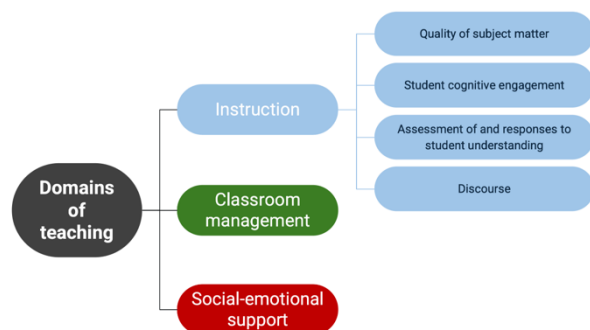 Domains
of
teaching
Instruction
Classroom
management
Social-emotional
support
Quality of subject matter
Student cognitive engagement
Assessment of and responses to
student understanding
Discourse